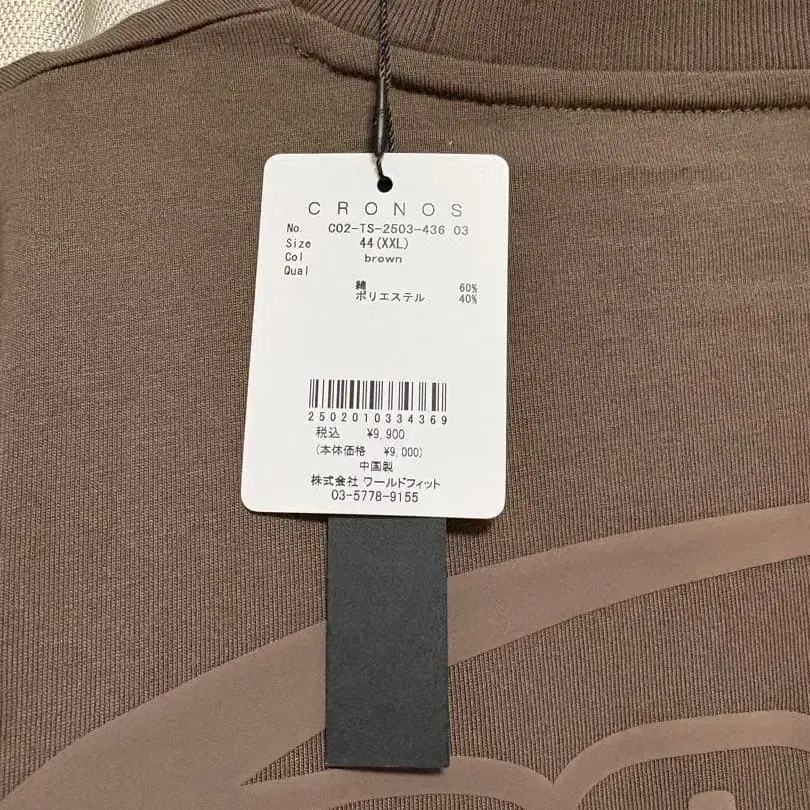 CRONOS
No. C02-TS-2503-436 03
Size 44(XXL)
Col brown
Qual
綿 60%
ポリエステル 40%
2502010334369
税込 ¥9,900
(本体価格 ¥9,000)
中国製
株式会社 ワールドフィット
03-5778-9155